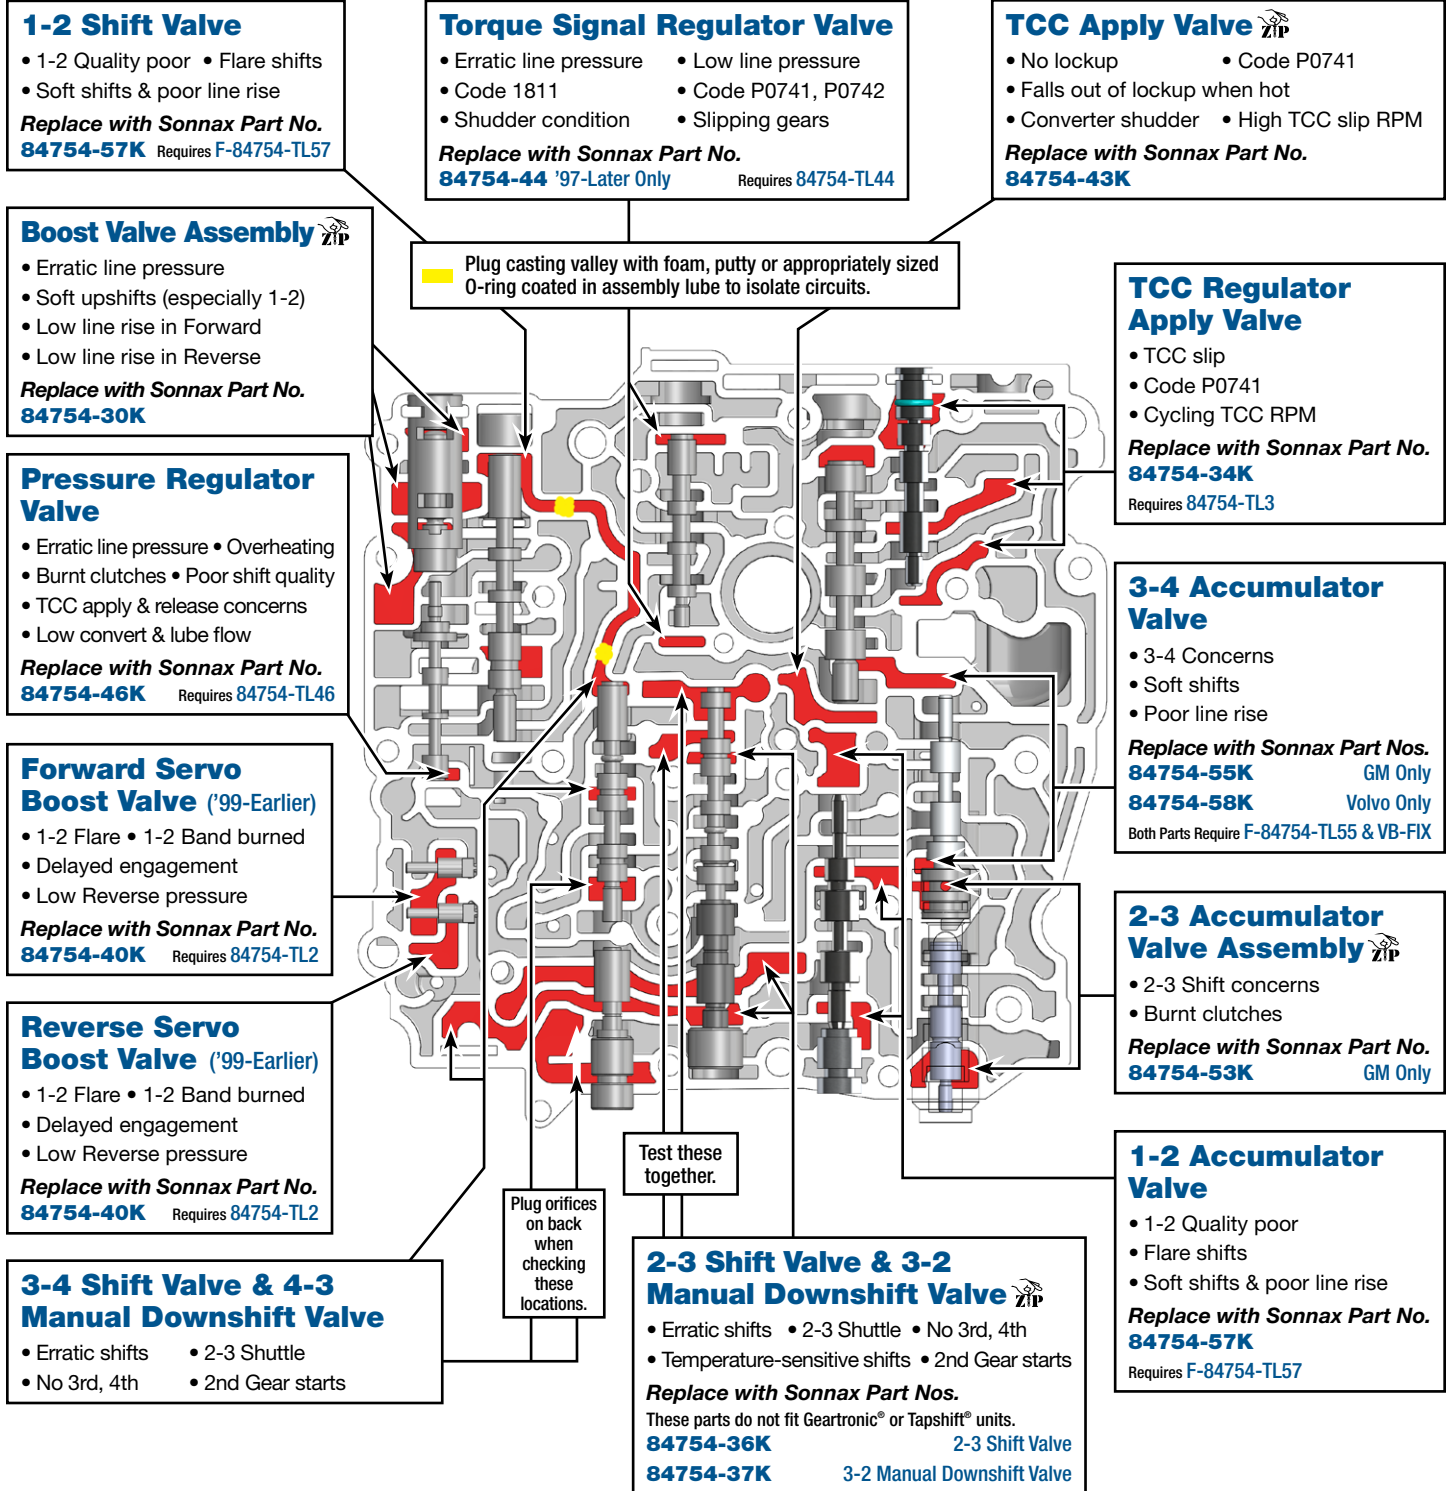 1-2 Shift Valve
• 1-2 Quality poor • Flare shifts
• Soft shifts & poor line rise
Replace with Sonnax Part No.
84754-57K Requires F-84754-TL57
Torque Signal Regulator Valve
• Erratic line pressure • Low line pressure
• Code 1811 • Code P0741, P0742
• Shudder condition • Slipping gears
Replace with Sonnax Part No.
84754-44 '97-Later Only Requires 84754-TL44
TCC Apply Valve ZIP
• No lockup • Code P0741
• Falls out of lockup when hot
• Converter shudder • High TCC slip RPM
Replace with Sonnax Part No.
84754-43K
Boost Valve Assembly ZIP
• Erratic line pressure
• Soft upshifts (especially 1-2)
• Low line rise in Forward
• Low line rise in Reverse
Replace with Sonnax Part No.
84754-30K
Plug casting valley with foam, putty or appropriately sized
O-ring coated in assembly lube to isolate circuits.
TCC Regulator
Apply Valve
• TCC slip
• Code P0741
• Cycling TCC RPM
Replace with Sonnax Part No.
84754-34K
Requires 84754-TL3
Pressure Regulator
Valve
• Erratic line pressure • Overheating
• Burnt clutches • Poor shift quality
• TCC apply & release concerns
• Low convert & lube flow
Replace with Sonnax Part No.
84754-46K Requires 84754-TL46
3-4 Accumulator
Valve
• 3-4 Concerns
• Soft shifts
• Poor line rise
Replace with Sonnax Part Nos.
84754-55K GM Only
84754-58K Volvo Only
Both Parts Require F-84754-TL55 & VB-FIX
Forward Servo
Boost Valve ('99-Earlier)
• 1-2 Flare • 1-2 Band burned
• Delayed engagement
• Low Reverse pressure
Replace with Sonnax Part No.
84754-40K Requires 84754-TL2
2-3 Accumulator
Valve Assembly ZIP
• 2-3 Shift concerns
• Burnt clutches
Replace with Sonnax Part No.
84754-53K GM Only
Reverse Servo
Boost Valve ('99-Earlier)
• 1-2 Flare • 1-2 Band burned
• Delayed engagement
• Low Reverse pressure
Replace with Sonnax Part No.
84754-40K Requires 84754-TL2
Test these
together.
Plug orifices
on back
when
checking
these
locations.
1-2 Accumulator
Valve
• 1-2 Quality poor
• Flare shifts
• Soft shifts & poor line rise
Replace with Sonnax Part No.
84754-57K
Requires F-84754-TL57
3-4 Shift Valve & 4-3
Manual Downshift Valve
• Erratic shifts • 2-3 Shuttle
• No 3rd, 4th • 2nd Gear starts
2-3 Shift Valve & 3-2
Manual Downshift Valve ZIP
• Erratic shifts • 2-3 Shuttle • No 3rd, 4th
• Temperature-sensitive shifts • 2nd Gear starts
Replace with Sonnax Part Nos.
These parts do not fit Geartronic® or Tapshift® units.
84754-36K 2-3 Shift Valve
84754-37K 3-2 Manual Downshift Valve